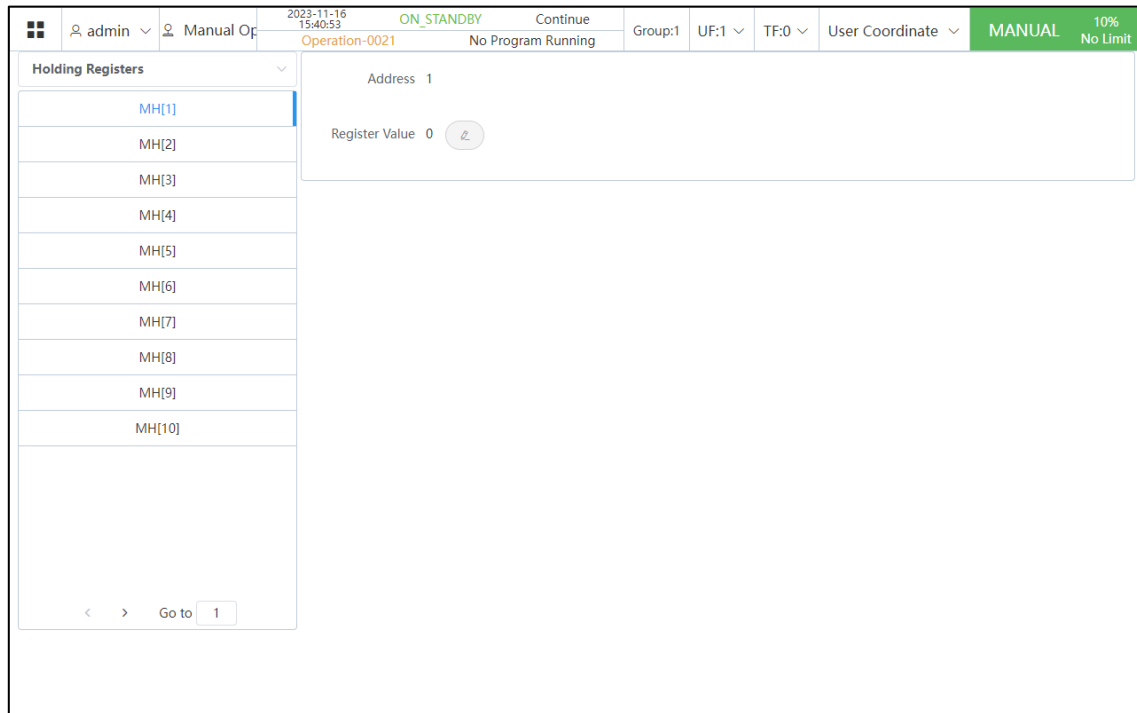 admin
Manual Op
2023-11-16
15:40:53
ON_STANDBY
Continue
Operation-0021
No Program Running
Group:1
UF:1
TF:0
User Coordinate
MANUAL
10%
No Limit
Holding Registers
MH[1]
MH[2]
MH[3]
MH[4]
MH[5]
MH[6]
MH[7]
MH[8]
MH[9]
MH[10]
Go to 1
Address 1
Register Value 0